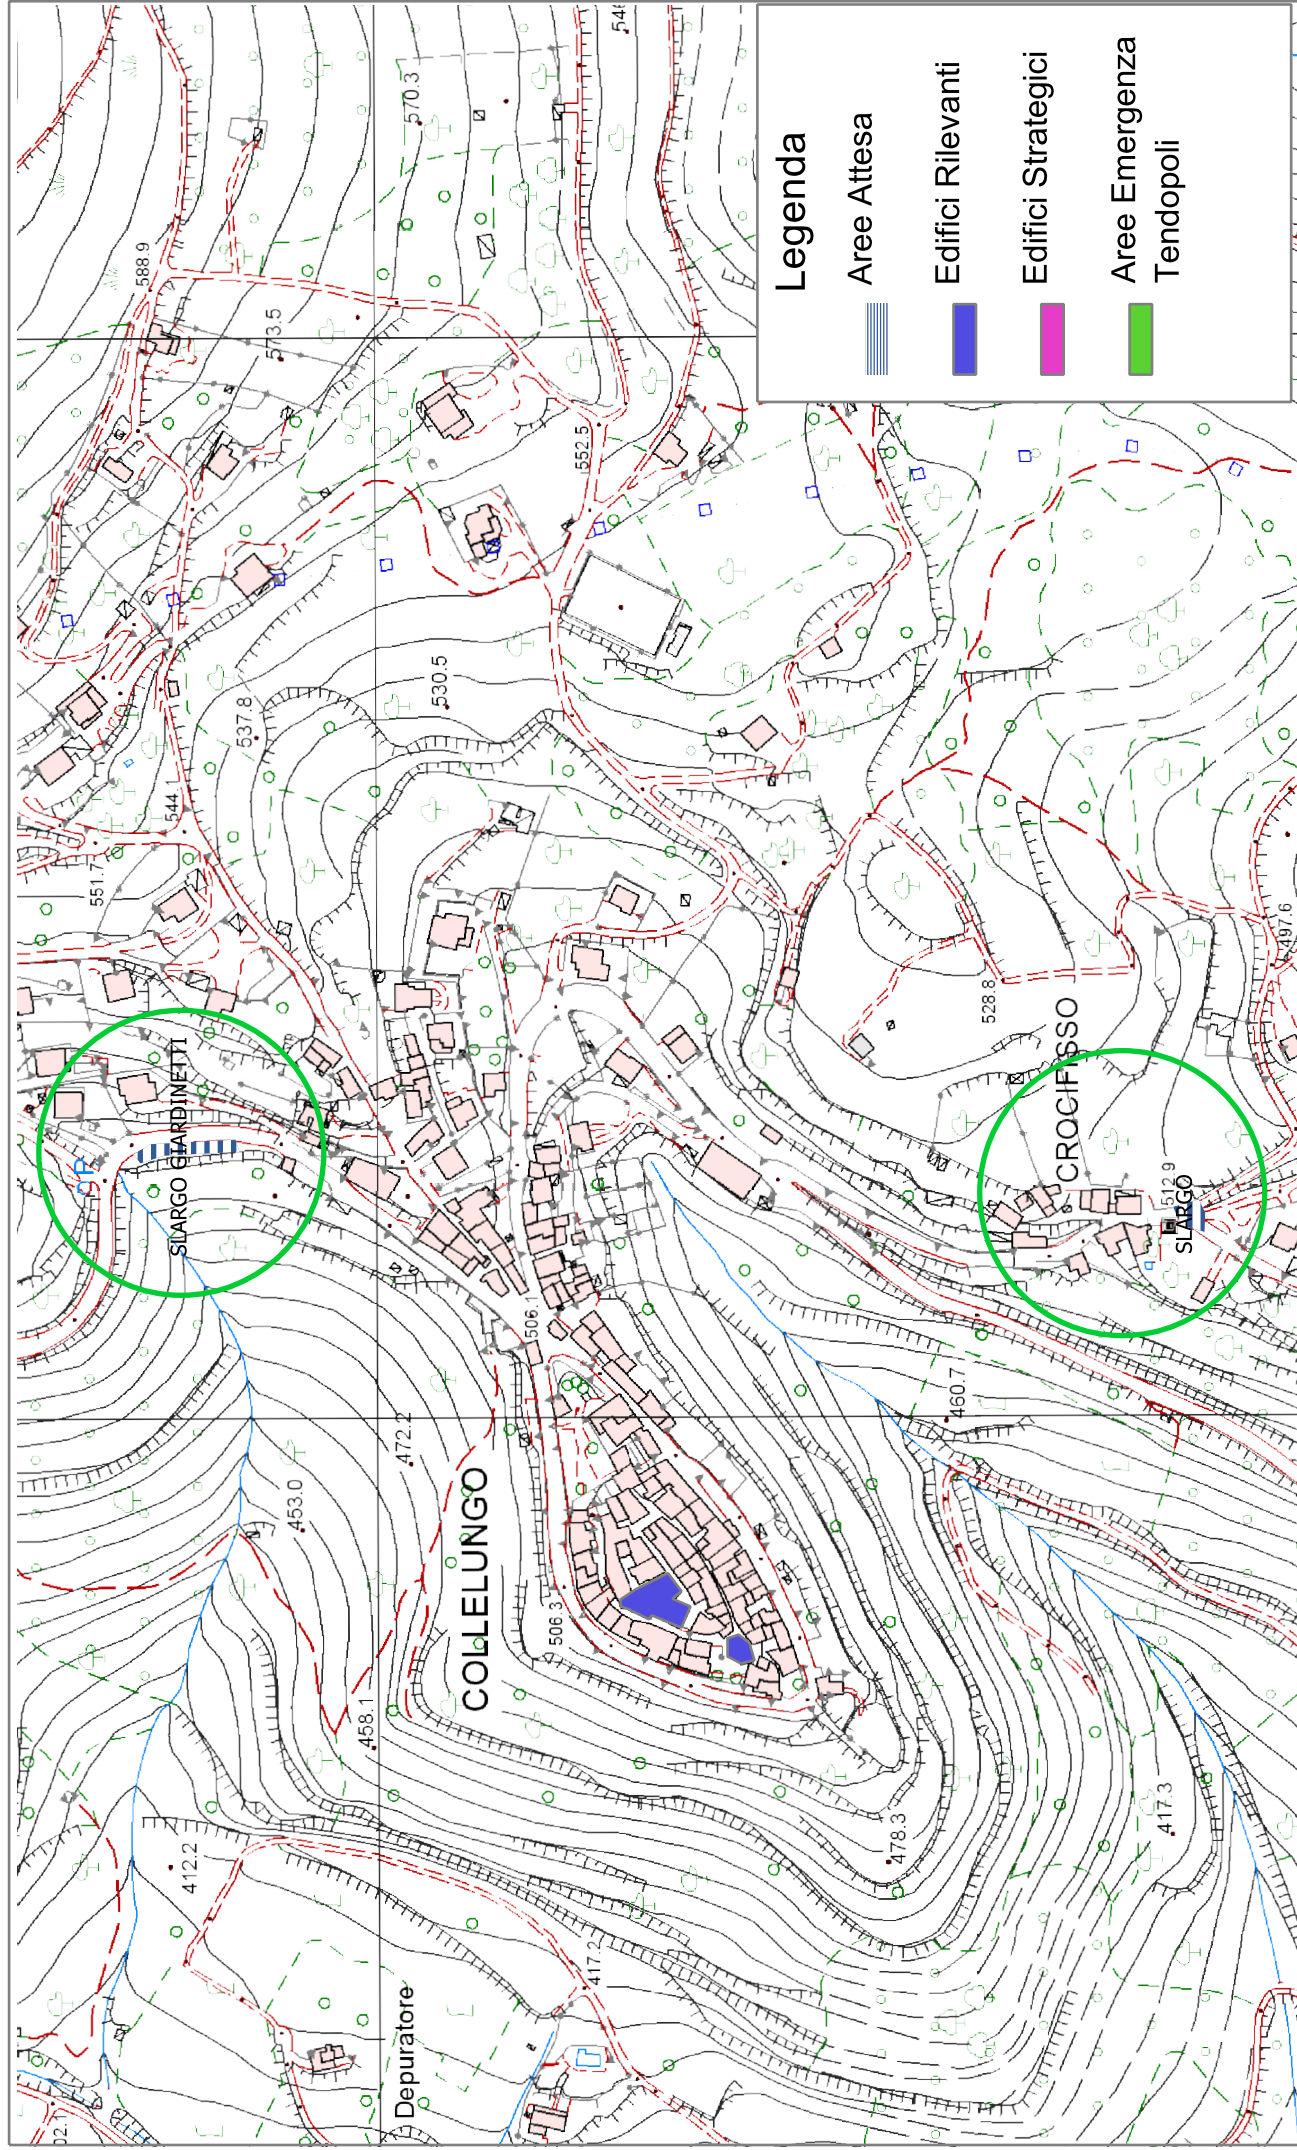 Legenda
Aree Attesa
Edifici Rilevanti
Edifici Strategici
Aree Emergenza
Tendopoli
588.9
570.3
573.5
552.5
530.5
537.8
544.1
551.7
SLARGO GIARDINETTI
528.8
497.6
CROCIFISSO
512.9
SLARGO
506.
460.7
472.2
453.0
COLLELUNGO
506.3
458.1
478.3
417.3
412.2
417.2
Depuratore
02.1